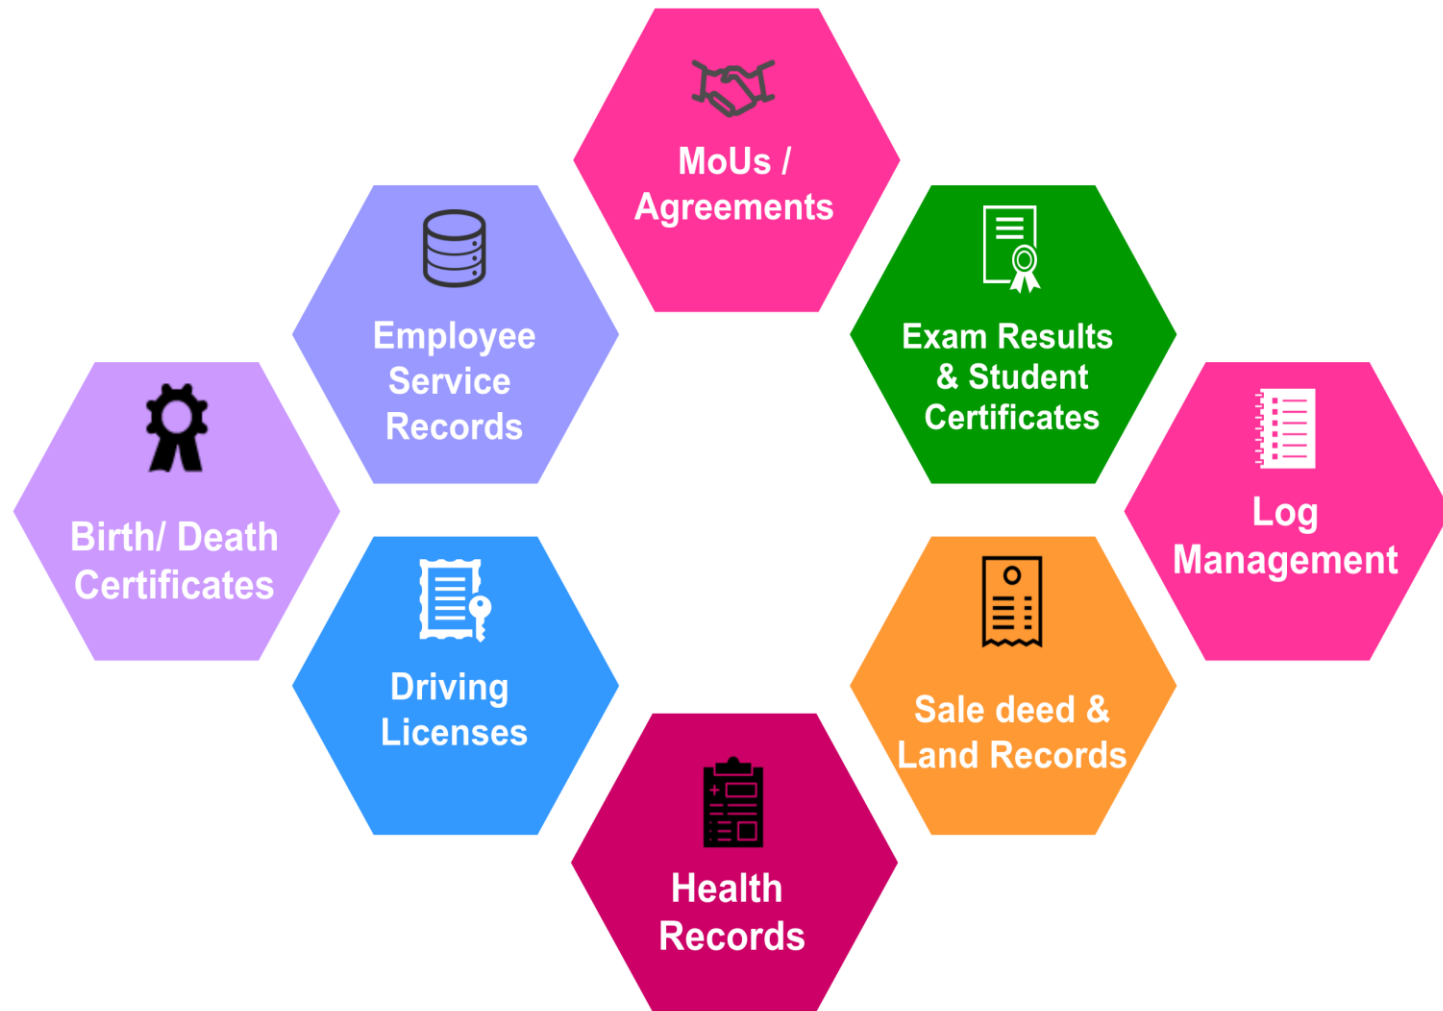 MoUs /
Agreements
Employee
Service
Records
Exam Results
& Student
Certificates
Birth/ Death
Certificates
Log
Management
Driving
Licenses
Sale deed &
Land Records
Health
Records